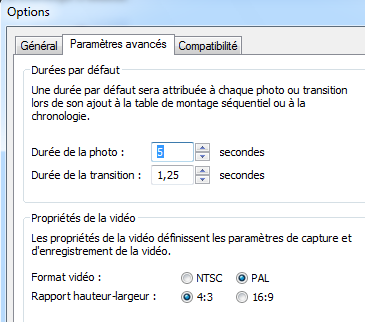 Options
Général Paramètres avancés Compatibilité
Durées par défaut
Une durée par défaut sera attribuée à chaque photo ou transition
lors de son ajout à la table de montage séquentiel ou à la
chronologie.
Durée de la photo : 5 secondes
Durée de la transition : 1,25 secondes
Propriétés de la vidéo
Les propriétés de la vidéo définissent les paramètres de capture et
d'enregistrement de la vidéo.
Format vidéo : NTSC PAL
Rapport hauteur-largeur : 4:3 16:9